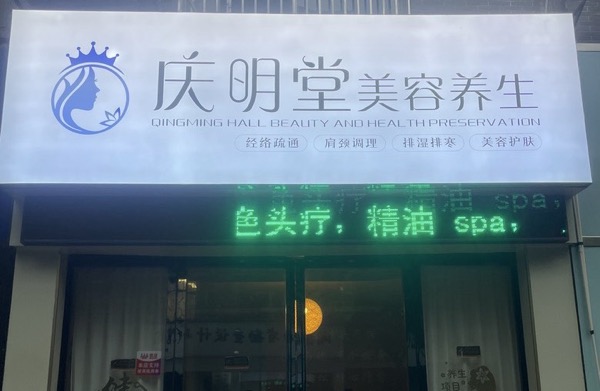 庆明堂美容养生
QINGMING HALL BEAUTY AND HEALTH PRESERVATION
经络疏通 肩颈调理 排湿排寒 美容护肤
色头疗，精油 spa，